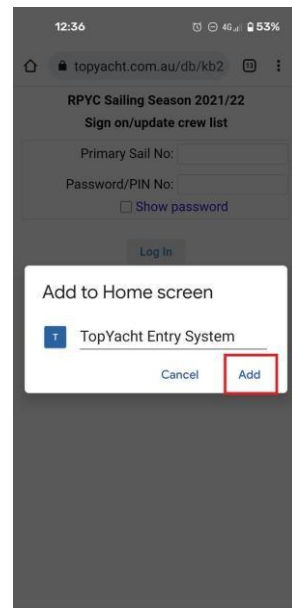 12:36
4G 53%
topyacht.com.au/db/kb2 13
RPYC Sailing Season 2021/22
Sign on/update crew list
Primary Sail No:
Password/PIN No:
Show password
Log In
Add to Home screen
T TopYacht Entry System
Cancel Add